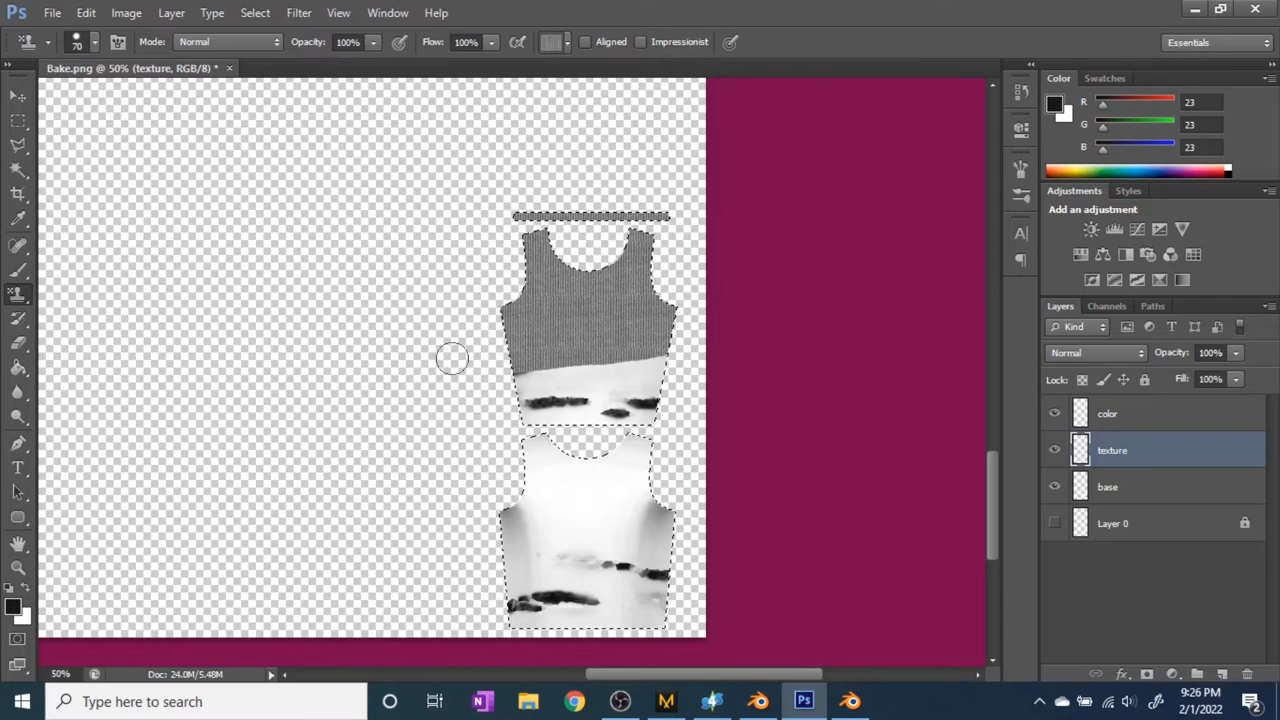 Ps File Edit Image Layer Type Select Filter View Window Help
70 Mode: Normal Opacity: 100% Flow: 100% Aligned Impressionist Essentials
Bake.png @ 50% (texture, RGB/8) * ×
Color Swatches
R 23
G 23
B 23
Adjustments Styles
Add an adjustment
Layers Channels Paths
Kind
Normal Opacity: 100%
Lock: Fill: 100%
color
texture
base
Layer 0
50% Doc: 24.0M/5.48M
Type here to search
9:26 PM
2/1/2022
2